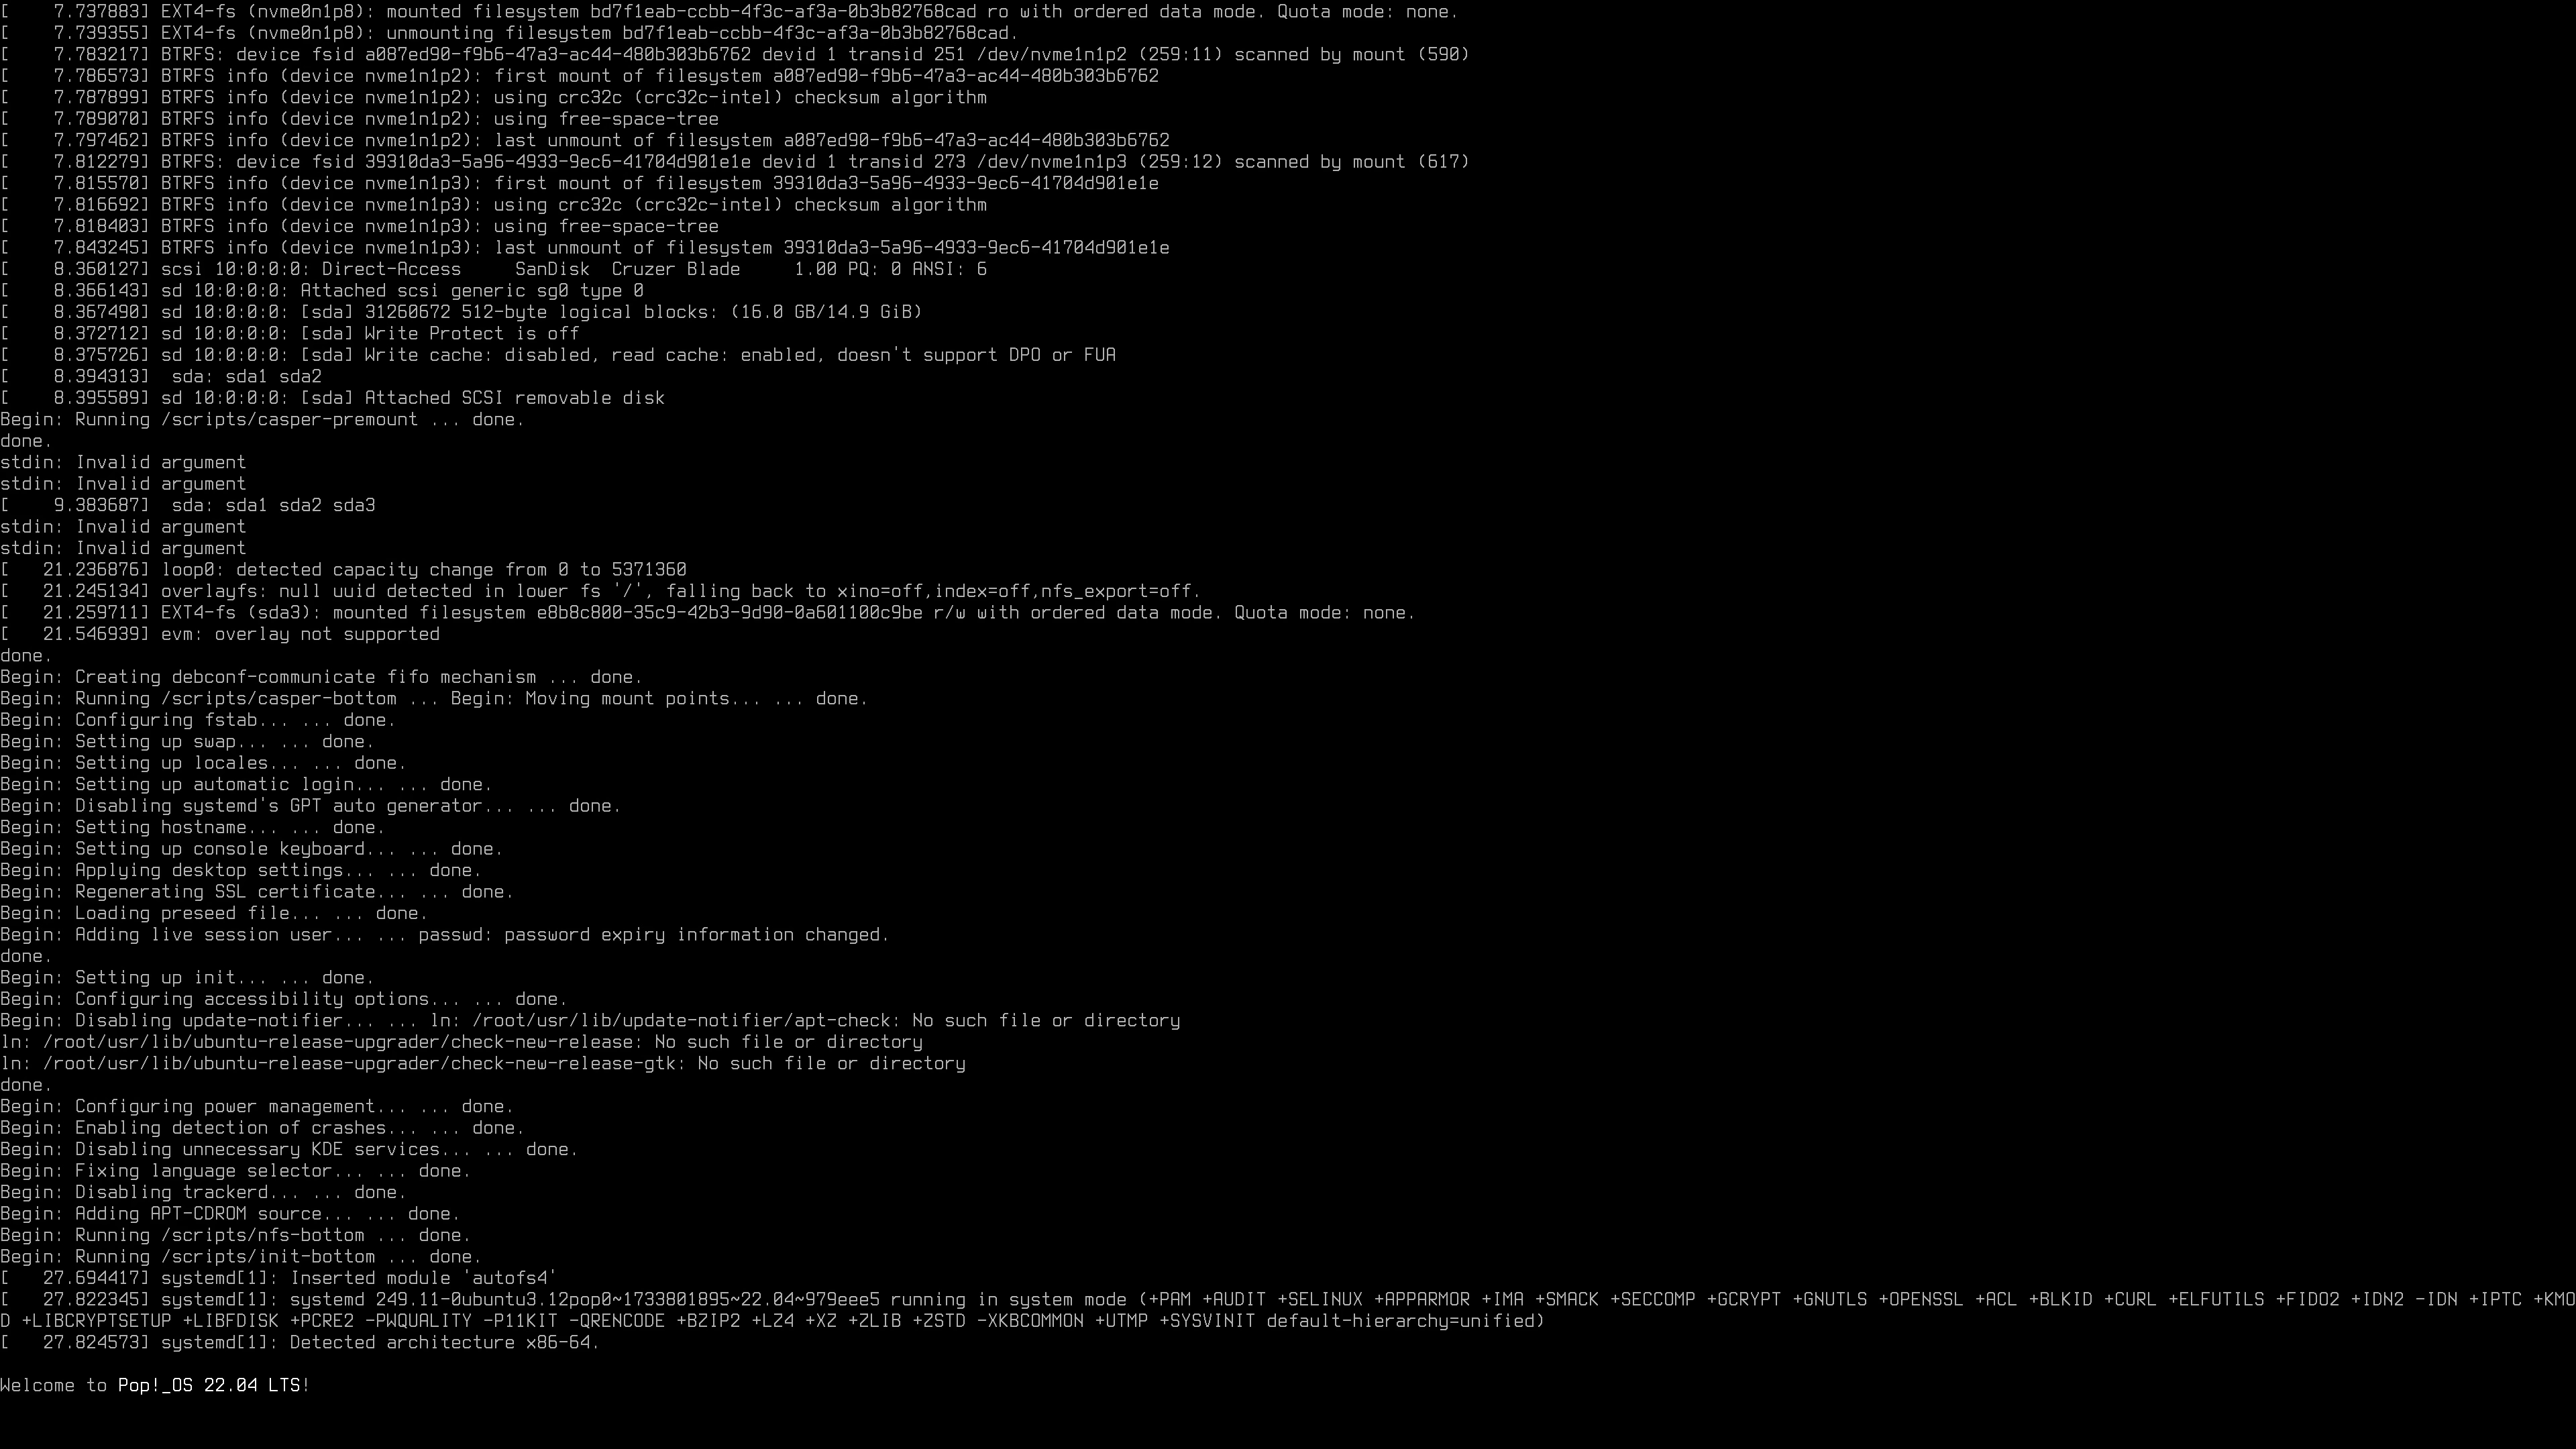 [    7.737883] EXT4-fs (nvme0n1p8): mounted filesystem bd7f1eab-ccbb-4f3c-af3a-0b3b82768cad ro with ordered data mode. Quota mode: none.
[    7.739355] EXT4-fs (nvme0n1p8): unmounting filesystem bd7f1eab-ccbb-4f3c-af3a-0b3b82768cad.
[    7.783217] BTRFS: device fsid a087ed90-f9b6-47a3-ac44-480b303b6762 devid 1 transid 251 /dev/nvme1n1p2 (259:11) scanned by mount (590)
[    7.786573] BTRFS info (device nvme1n1p2): first mount of filesystem a087ed90-f9b6-47a3-ac44-480b303b6762
[    7.787899] BTRFS info (device nvme1n1p2): using crc32c (crc32c-intel) checksum algorithm
[    7.789070] BTRFS info (device nvme1n1p2): using free-space-tree
[    7.797462] BTRFS info (device nvme1n1p2): last unmount of filesystem a087ed90-f9b6-47a3-ac44-480b303b6762
[    7.812279] BTRFS: device fsid 39310da3-5a96-4933-9ec6-41704d901e1e devid 1 transid 273 /dev/nvme1n1p3 (259:12) scanned by mount (617)
[    7.815570] BTRFS info (device nvme1n1p3): first mount of filesystem 39310da3-5a96-4933-9ec6-41704d901e1e
[    7.816692] BTRFS info (device nvme1n1p3): using crc32c (crc32c-intel) checksum algorithm
[    7.818403] BTRFS info (device nvme1n1p3): using free-space-tree
[    7.843245] BTRFS info (device nvme1n1p3): last unmount of filesystem 39310da3-5a96-4933-9ec6-41704d901e1e
[    8.360127] scsi 10:0:0:0: Direct-Access     SanDisk  Cruzer Blade     1.00 PQ: 0 ANSI: 6
[    8.366143] sd 10:0:0:0: Attached scsi generic sg0 type 0
[    8.367490] sd 10:0:0:0: [sda] 31260672 512-byte logical blocks: (16.0 GB/14.9 GiB)
[    8.372712] sd 10:0:0:0: [sda] Write Protect is off
[    8.375726] sd 10:0:0:0: [sda] Write cache: disabled, read cache: enabled, doesn't support DPO or FUA
[    8.394313]  sda: sda1 sda2
[    8.395589] sd 10:0:0:0: [sda] Attached SCSI removable disk
Begin: Running /scripts/casper-premount ... done.
done.
stdin: Invalid argument
stdin: Invalid argument
[    9.383687]  sda: sda1 sda2 sda3
stdin: Invalid argument
stdin: Invalid argument
[   21.236876] loop0: detected capacity change from 0 to 5371360
[   21.245134] overlayfs: null uuid detected in lower fs '/', falling back to xino=off,index=off,nfs_export=off.
[   21.259711] EXT4-fs (sda3): mounted filesystem e8b8c800-35c9-42b3-9d90-0a601100c9be r/w with ordered data mode. Quota mode: none.
[   21.546939] evm: overlay not supported
done.
Begin: Creating debconf-communicate fifo mechanism ... done.
Begin: Running /scripts/casper-bottom ... Begin: Moving mount points... ... done.
Begin: Configuring fstab... ... done.
Begin: Setting up swap... ... done.
Begin: Setting up locales... ... done.
Begin: Setting up automatic login... ... done.
Begin: Disabling systemd's GPT auto generator... ... done.
Begin: Setting hostname... ... done.
Begin: Setting up console keyboard... ... done.
Begin: Applying desktop settings... ... done.
Begin: Regenerating SSL certificate... ... done.
Begin: Loading preseed file... ... done.
Begin: Adding live session user... ... passwd: password expiry information changed.
done.
Begin: Setting up init... ... done.
Begin: Configuring accessibility options... ... done.
Begin: Disabling update-notifier... ... ln: /root/usr/lib/update-notifier/apt-check: No such file or directory
ln: /root/usr/lib/ubuntu-release-upgrader/check-new-release: No such file or directory
ln: /root/usr/lib/ubuntu-release-upgrader/check-new-release-gtk: No such file or directory
done.
Begin: Configuring power management... ... done.
Begin: Enabling detection of crashes... ... done.
Begin: Disabling unnecessary KDE services... ... done.
Begin: Fixing language selector... ... done.
Begin: Disabling trackerd... ... done.
Begin: Adding APT-CDROM source... ... done.
Begin: Running /scripts/nfs-bottom ... done.
Begin: Running /scripts/init-bottom ... done.
[   27.694417] systemd[1]: Inserted module 'autofs4'
[   27.822345] systemd[1]: systemd 249.11-0ubuntu3.12pop0~1733801895~22.04~979eee5 running in system mode (+PAM +AUDIT +SELINUX +APPARMOR +IMA +SMACK +SECCOMP +GCRYPT +GNUTLS +OPENSSL +ACL +BLKID +CURL +ELFUTILS +FIDO2 +IDN2 -IDN +IPTC +KMO
D +LIBCRYPTSETUP +LIBFDISK +PCRE2 -PWQUALITY -P11KIT -QRENCODE +BZIP2 +LZ4 +XZ +ZLIB +ZSTD -XKBCOMMON +UTMP +SYSVINIT default-hierarchy=unified)
[   27.824573] systemd[1]: Detected architecture x86-64.
Welcome to Pop!_OS 22.04 LTS!